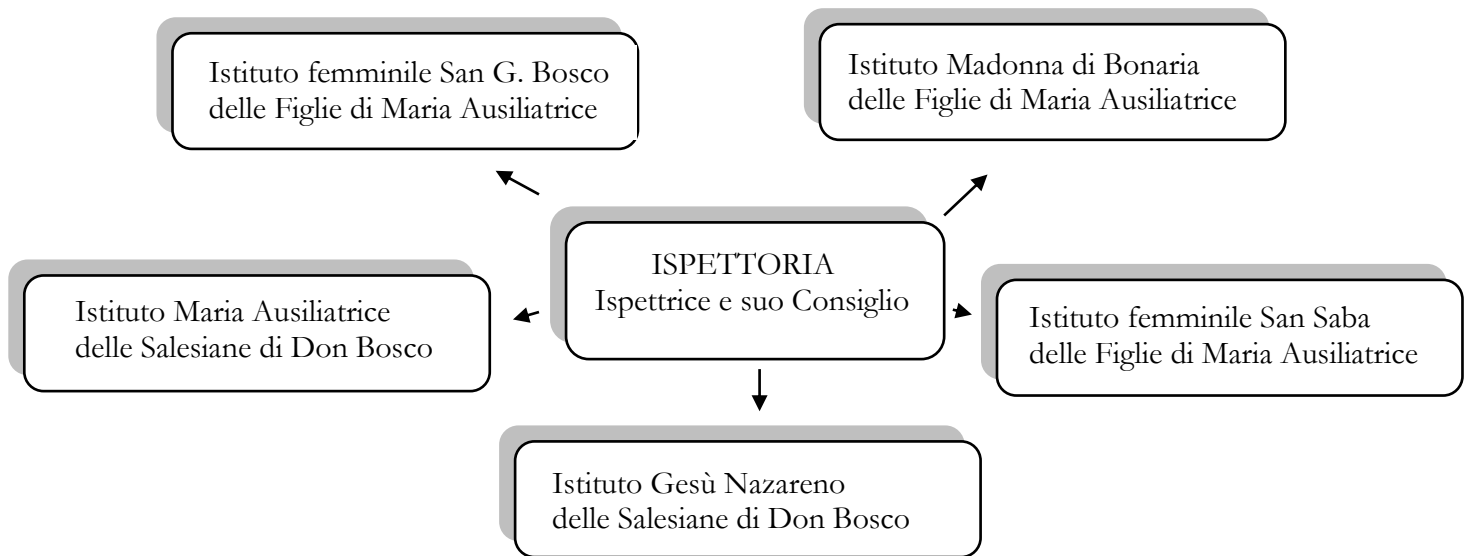 Istituto femminile San G. Bosco
delle Figlie di Maria Ausiliatrice
Istituto Madonna di Bonaria
delle Figlie di Maria Ausiliatrice
ISPETTORIA
Ispettrice e suo Consiglio
Istituto Maria Ausiliatrice
delle Salesiane di Don Bosco
Istituto femminile San Saba
delle Figlie di Maria Ausiliatrice
Istituto Gesù Nazareno
delle Salesiane di Don Bosco